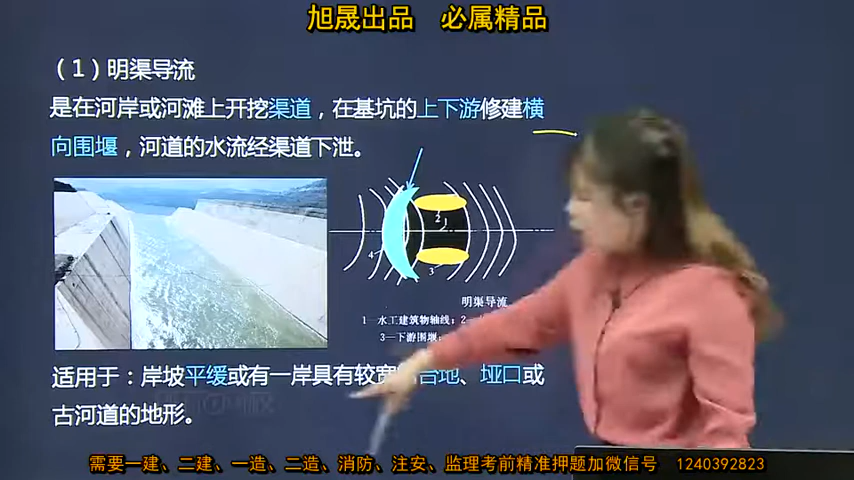 旭晟出品 必属精品
（1）明渠导流
是在河岸或河滩上开挖渠道，在基坑的上下游修建横
向围堰，河道的水流经渠道下泄。
2
1
4
3
明渠导流
1—水工建筑物轴线；2—
3—下游围堰；
适用于：岸坡平缓或有一岸具有较宽 台地、垭口或
古河道的地形。
需要一建、二建、一造、二造、消防、注安、监理考前精准押题加微信号 1240392823